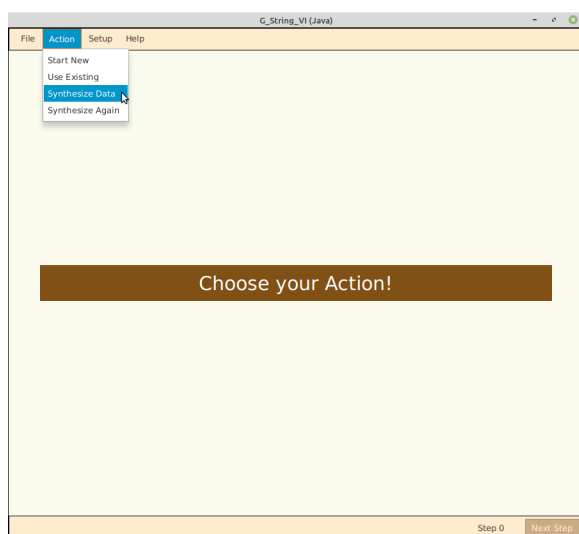 G_String_VI (Java)
File Action Setup Help
Start New
Use Existing
Synthesize Data
Synthesize Again
Choose your Action!
Step 0 Next Step